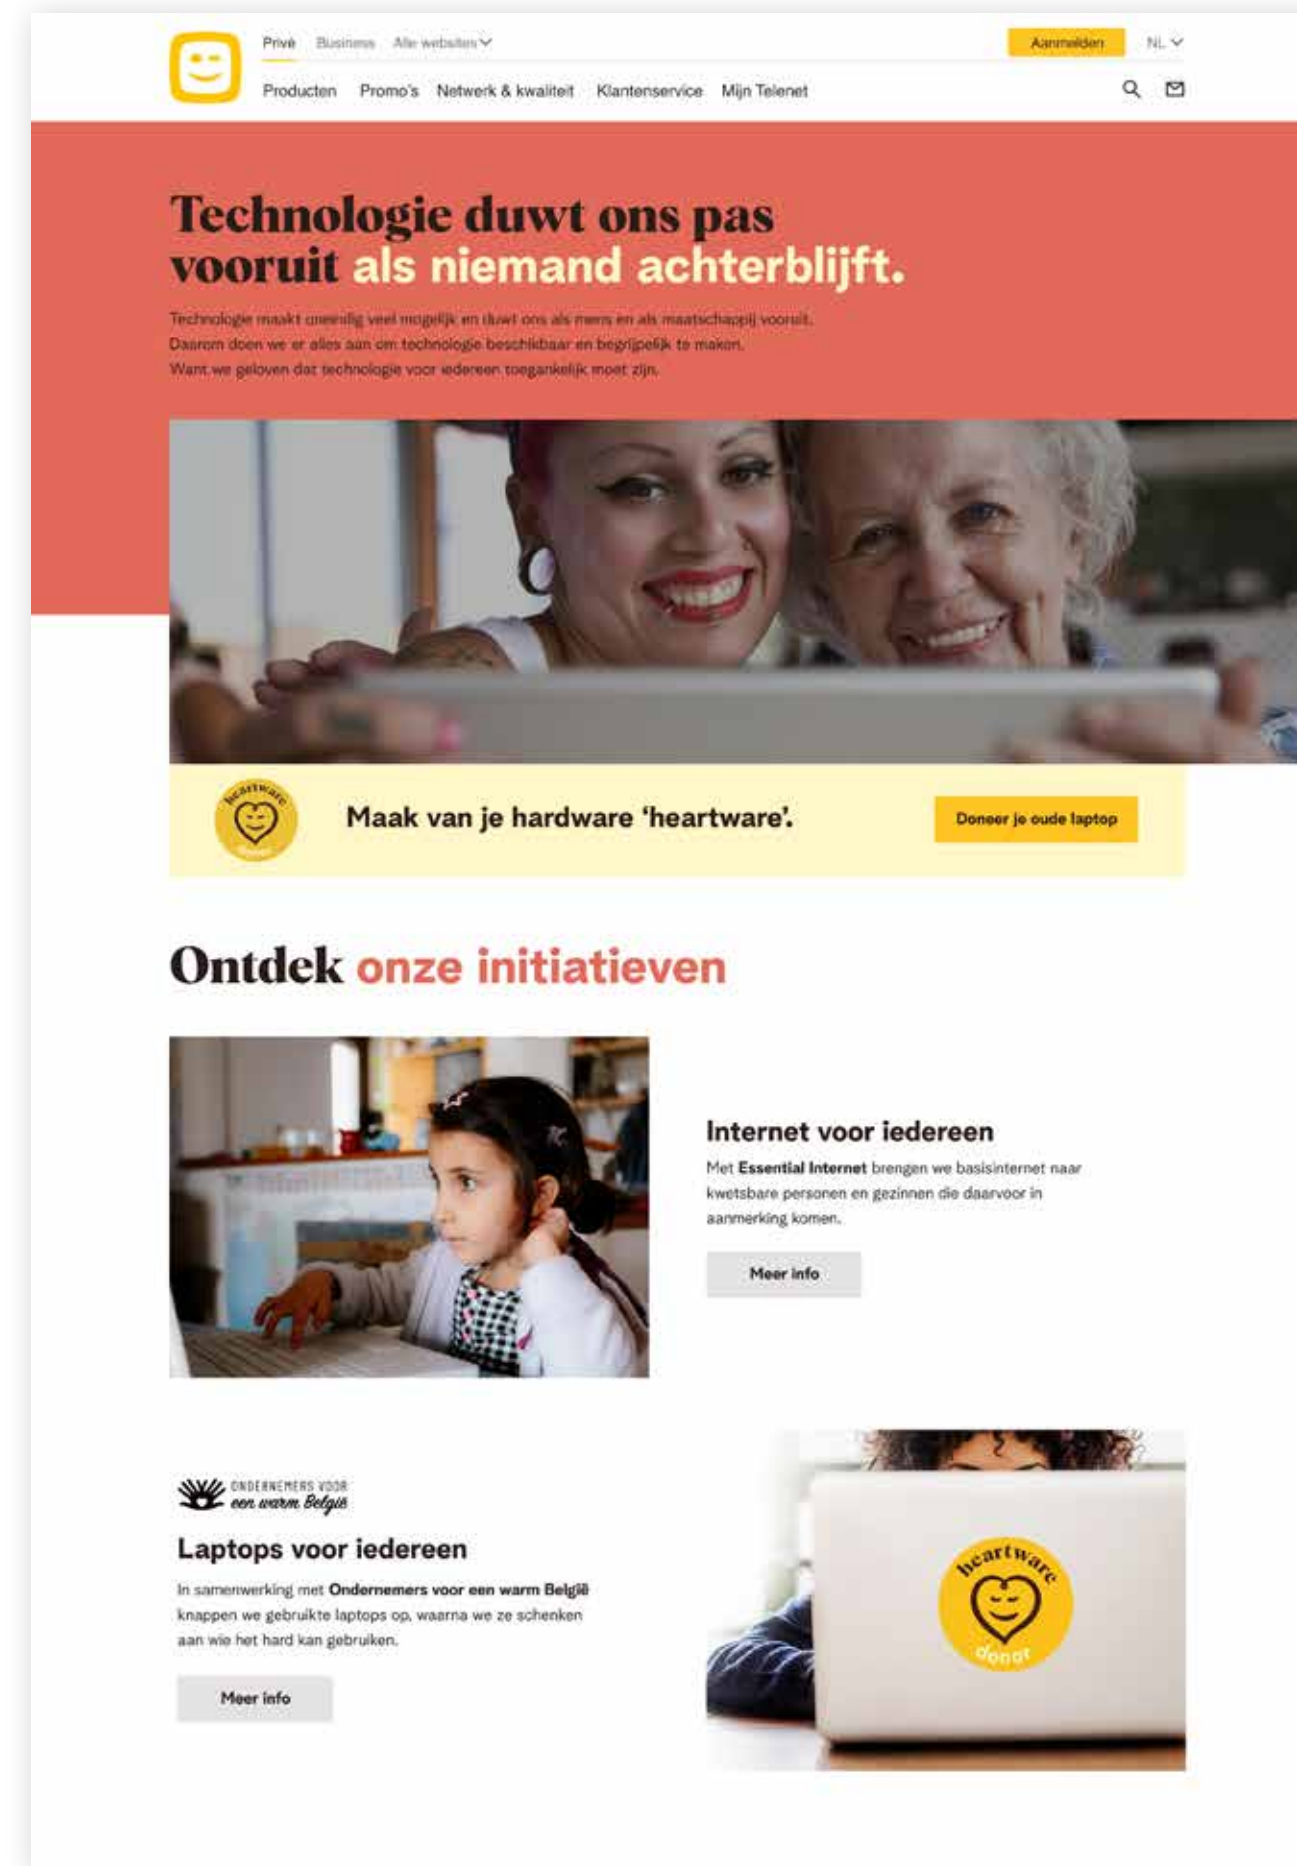 Privé Business Alle websites
Aanmelden NL
Producten Promo's Netwerk & kwaliteit Klantenservice Mijn Telenet
Technologie duwt ons pas
vooruit als niemand achterblijft.
Technologie maakt oneindig veel mogelijk en duwt ons als mens en als maatschappij vooruit.
Daarom doen we er alles aan om technologie beschikbaar en begrijpelijk te maken.
Want we geloven dat technologie voor iedereen toegankelijk moet zijn.
heartware
donor
Maak van je hardware ‘heartware’.
Doneer je oude laptop
Ontdek onze initiatieven
Internet voor iedereen
Met Essential Internet brengen we basisinternet naar
kwetsbare personen en gezinnen die daarvoor in
aanmerking komen.
Meer info
ONDERNEMERS VOOR
een warm België
Laptops voor iedereen
In samenwerking met Ondernemers voor een warm België
knappen we gebruikte laptops op, waarna we ze schenken
aan wie het hard kan gebruiken.
Meer info
heartware
donor